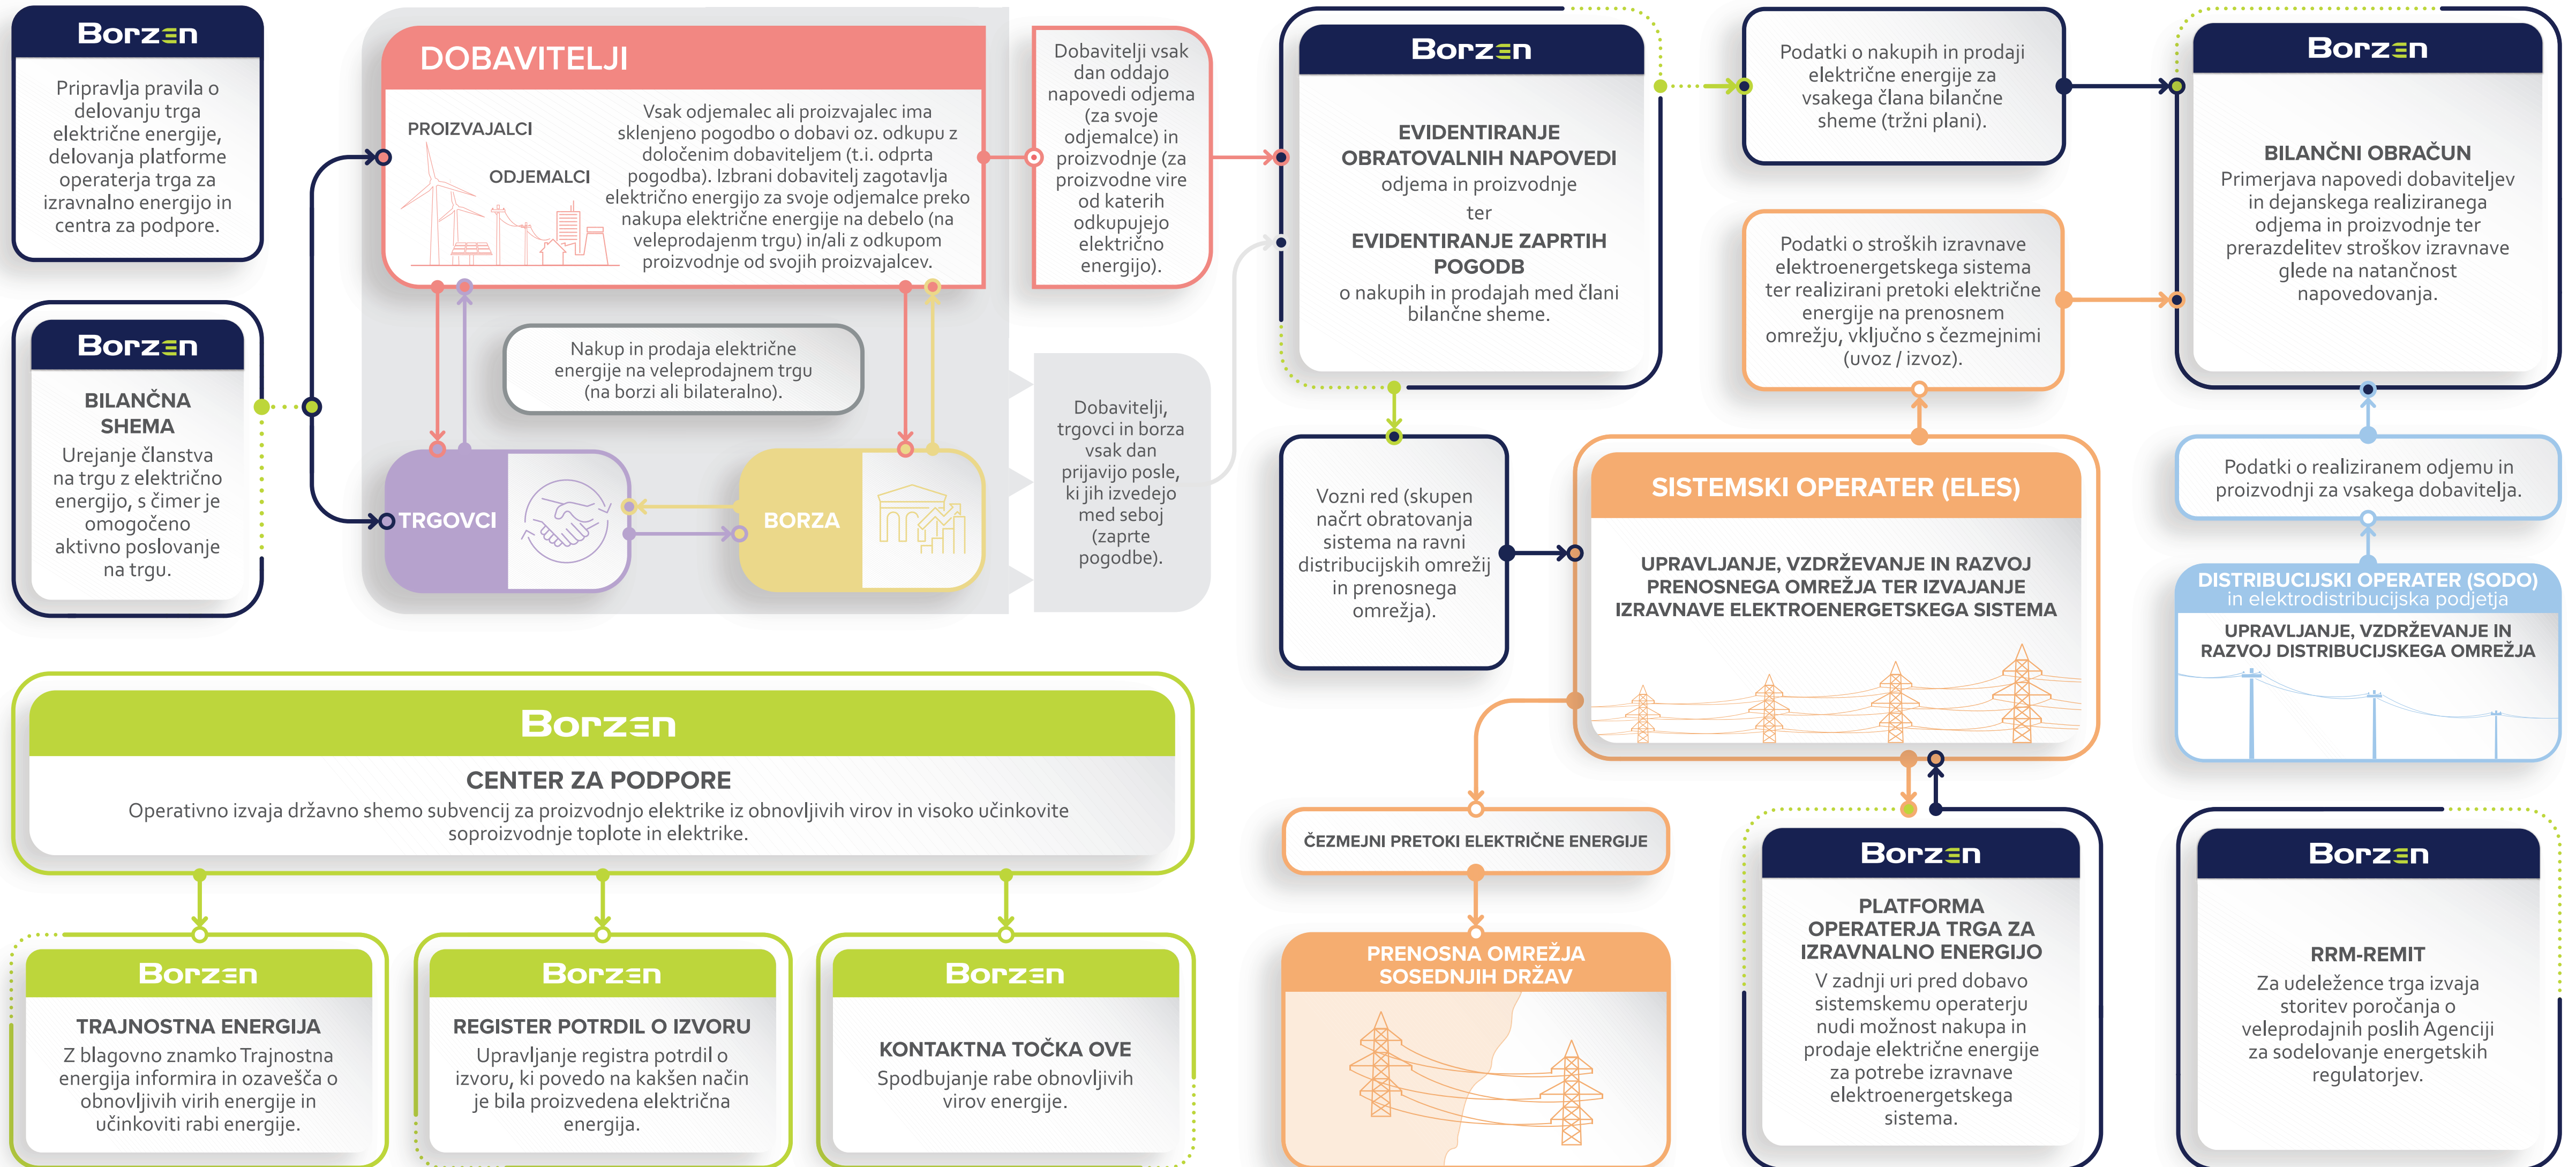 Borzen
Pripravlja pravila o
delovanju trga
električne energije,
delovanja platforme
operaterja trga za
izravnalno energijo in
centra za podpore.
Borzen
BILANČNA
SHEMA
Urejanje članstva
na trgu z električno
energijo, s čimer je
omogočeno
aktivno poslovanje
na trgu.
DOBAVITELJI
PROIZVAJALCI
ODJEMALCI
Vsak odjemalec ali proizvajalec ima
sklenjeno pogodbo o dobavi oz. odkupu z
določenim dobaviteljem (t.i. odprta
pogodba). Izbrani dobavitelj zagotavlja
električno energijo za svoje odjemalce preko
nakupa električne energije na debelo (na
veleprodajenm trgu) in/ali z odkupom
proizvodnje od svojih proizvajalcev.
Nakup in prodaja električne
energije na veleprodajnem trgu
(na borzi ali bilateralno).
TRGOVCI
BORZA
Dobavitelji vsak
dan oddajo
napovedi odjema
(za svoje
odjemalce) in
proizvodnje (za
proizvodne vire
od katerih
odkupujejo
električno
energijo).
Dobavitelji,
trgovci in borza
vsak dan
prijavijo posle,
ki jih izvedejo
med seboj
(zaprte
pogodbe).
Borzen
EVIDENTIRANJE
OBRATOVALNIH NAPOVEDI
odjema in proizvodnje
ter
EVIDENTIRANJE ZAPRTIH
POGODB
o nakupih in prodajah med člani
bilančne sheme.
Podatki o nakupih in prodaji
električne energije za
vsakega člana bilančne
sheme (tržni plani).
Podatki o stroških izravnave
elektroenergetskega sistema
ter realizirani pretoki električne
energije na prenosnem
omrežju, vključno s čezmejnimi
(uvoz / izvoz).
Borzen
BILANČNI OBRAČUN
Primerjava napovedi dobaviteljev
in dejanskega realiziranega
odjema in proizvodnje ter
prerazdelitev stroškov izravnave
glede na natančnost
napovedovanja.
Vozni red (skupen
načrt obratovanja
sistema na ravni
distribucijskih omrežij
in prenosnega
omrežja).
SISTEMSKI OPERATER (ELES)
UPRAVLJANJE, VZDRŽEVANJE IN RAZVOJ
PRENOSNEGA OMREŽJA TER IZVAJANJE
IZRAVNAVE ELEKTROENERGETSKEGA SISTEMA
Podatki o realiziranem odjemu in
proizvodnji za vsakega dobavitelja.
DISTRIBUCIJSKI OPERATER (SODO)
in elektrodistribucijska podjetja
UPRAVLJANJE, VZDRŽEVANJE IN
RAZVOJ DISTRIBUCIJSKEGA OMREŽJA
Borzen
CENTER ZA PODPORE
Operativno izvaja državno shemo subvencij za proizvodnjo elektrike iz obnovljivih virov in visoko učinkovite
soproizvodnje toplote in elektrike.
Borzen
TRAJNOSTNA ENERGIJA
Z blagovno znamko Trajnostna
energija informira in ozavešča o
obnovljivih virih energije in
učinkoviti rabi energije.
Borzen
REGISTER POTRDIL O IZVORU
Upravljanje registra potrdil o
izvoru, ki povedo na kakšen način
je bila proizvedena električna
energija.
Borzen
KONTAKTNA TOČKA OVE
Spodbujanje rabe obnovljivih
virov energije.
ČEZMEJNI PRETOKI ELEKTRIČNE ENERGIJE
PRENOSNA OMREŽJA
SOSEDNJIH DRŽAV
Borzen
PLATFORMA
OPERATERJA TRGA ZA
IZRAVNALNO ENERGIJO
V zadnji uri pred dobavo
sistemskemu operaterju
nudi možnost nakupa in
prodaje električne energije
za potrebe izravnave
elektroenergetskega
sistema.
Borzen
RRM-REMIT
Za udeležence trga izvaja
storitev poročanja o
veleprodajnih poslih Agenciji
za sodelovanje energetskih
regulatorjev.